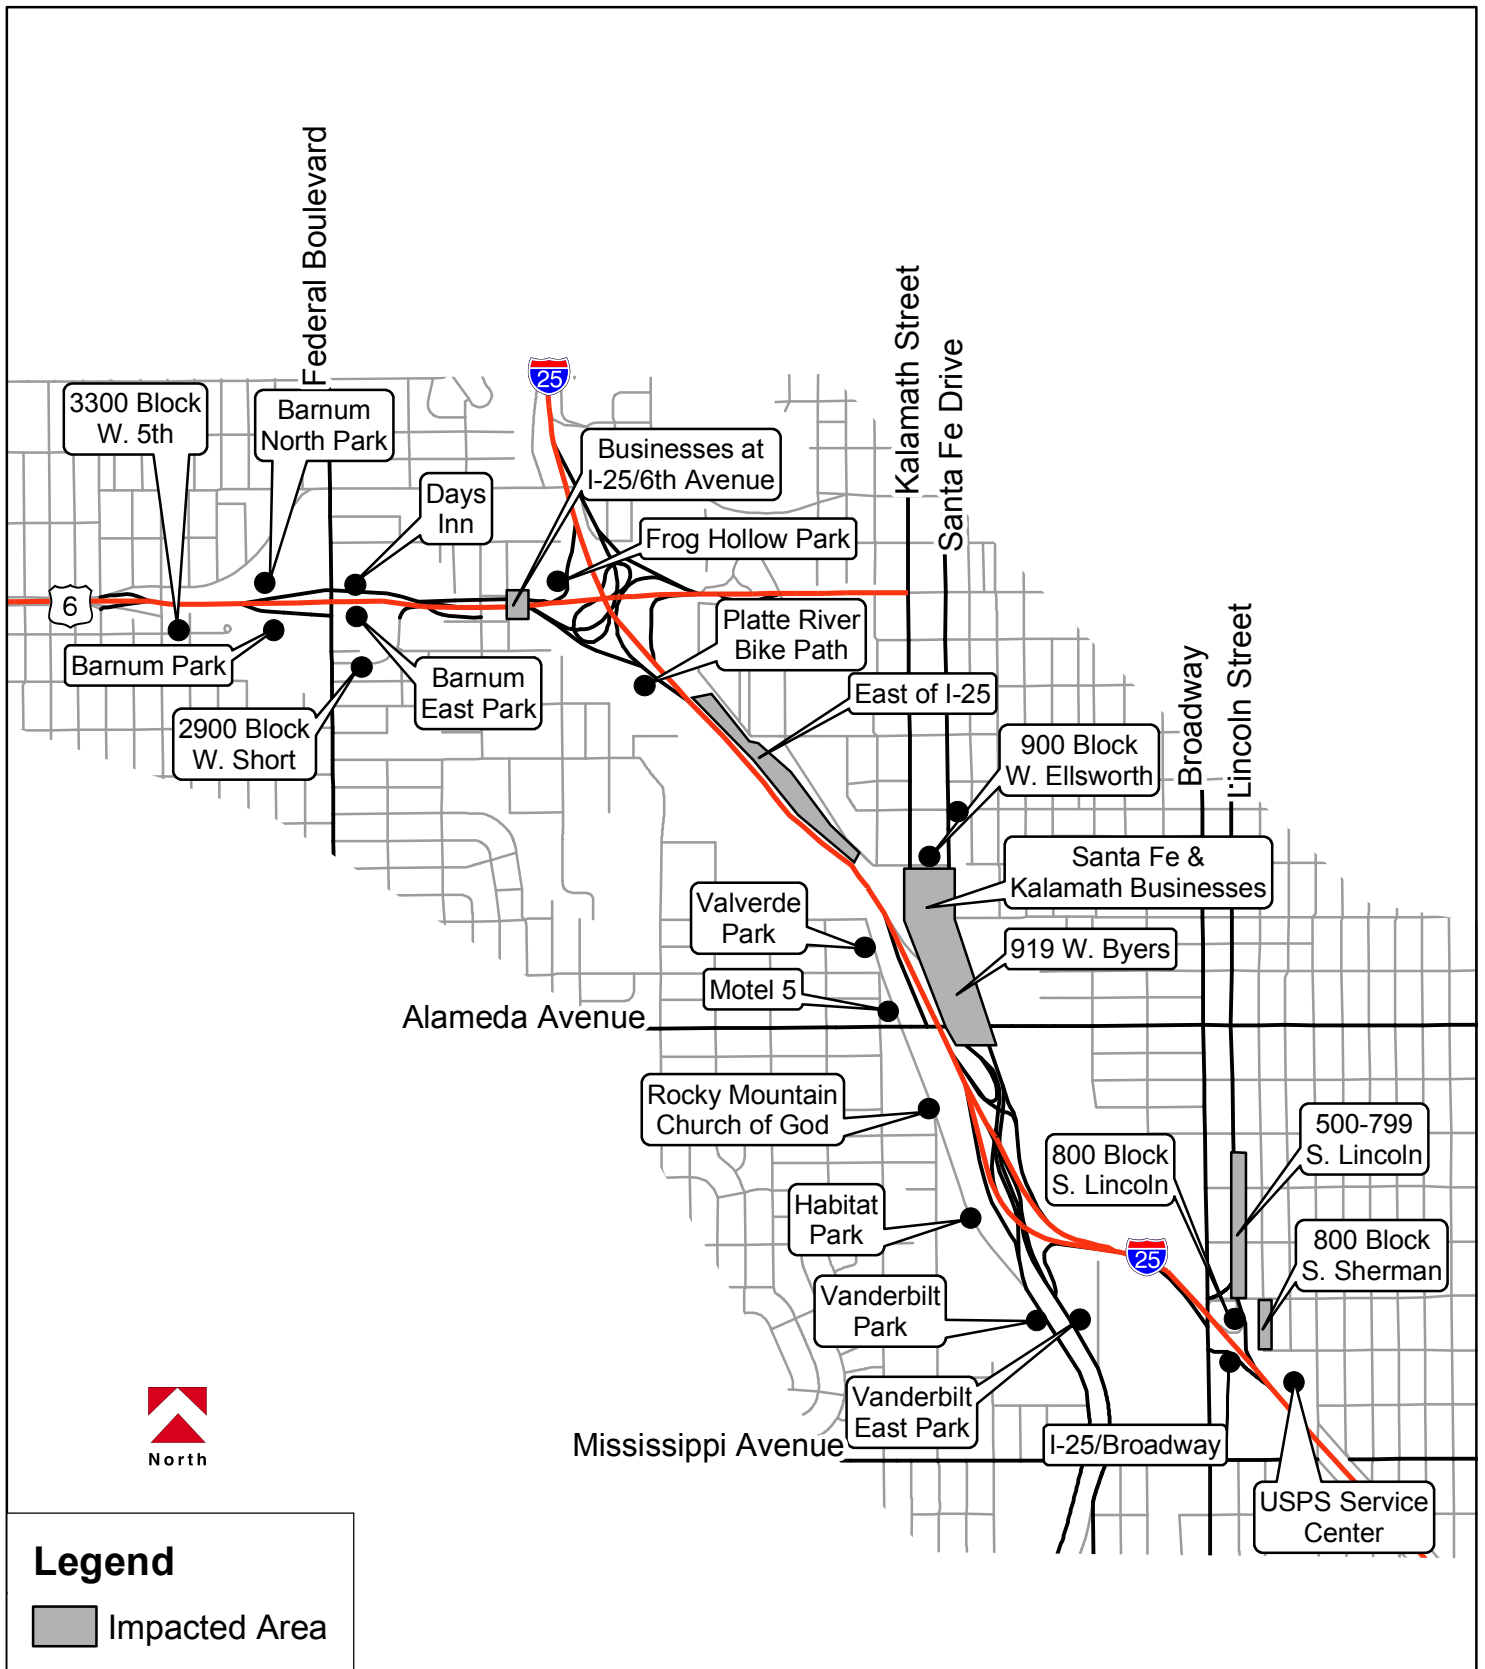 Federal Boulevard
Kalamath Street
Santa Fe Drive
Broadway
Lincoln Street
25
3300 Block
W. 5th
Barnum
North Park
Businesses at
I-25/6th Avenue
Days
Inn
Frog Hollow Park
6
Platte River
Bike Path
Barnum Park
Barnum
East Park
East of I-25
2900 Block
W. Short
900 Block
W. Ellsworth
Santa Fe &
Kalamath Businesses
Valverde
Park
919 W. Byers
Motel 5
Alameda Avenue
Rocky Mountain
Church of God
500-799
S. Lincoln
800 Block
S. Lincoln
Habitat
Park
800 Block
S. Sherman
25
Vanderbilt
Park
Vanderbilt
East Park
I-25/Broadway
Mississippi Avenue
USPS Service
Center
North
Legend
Impacted Area